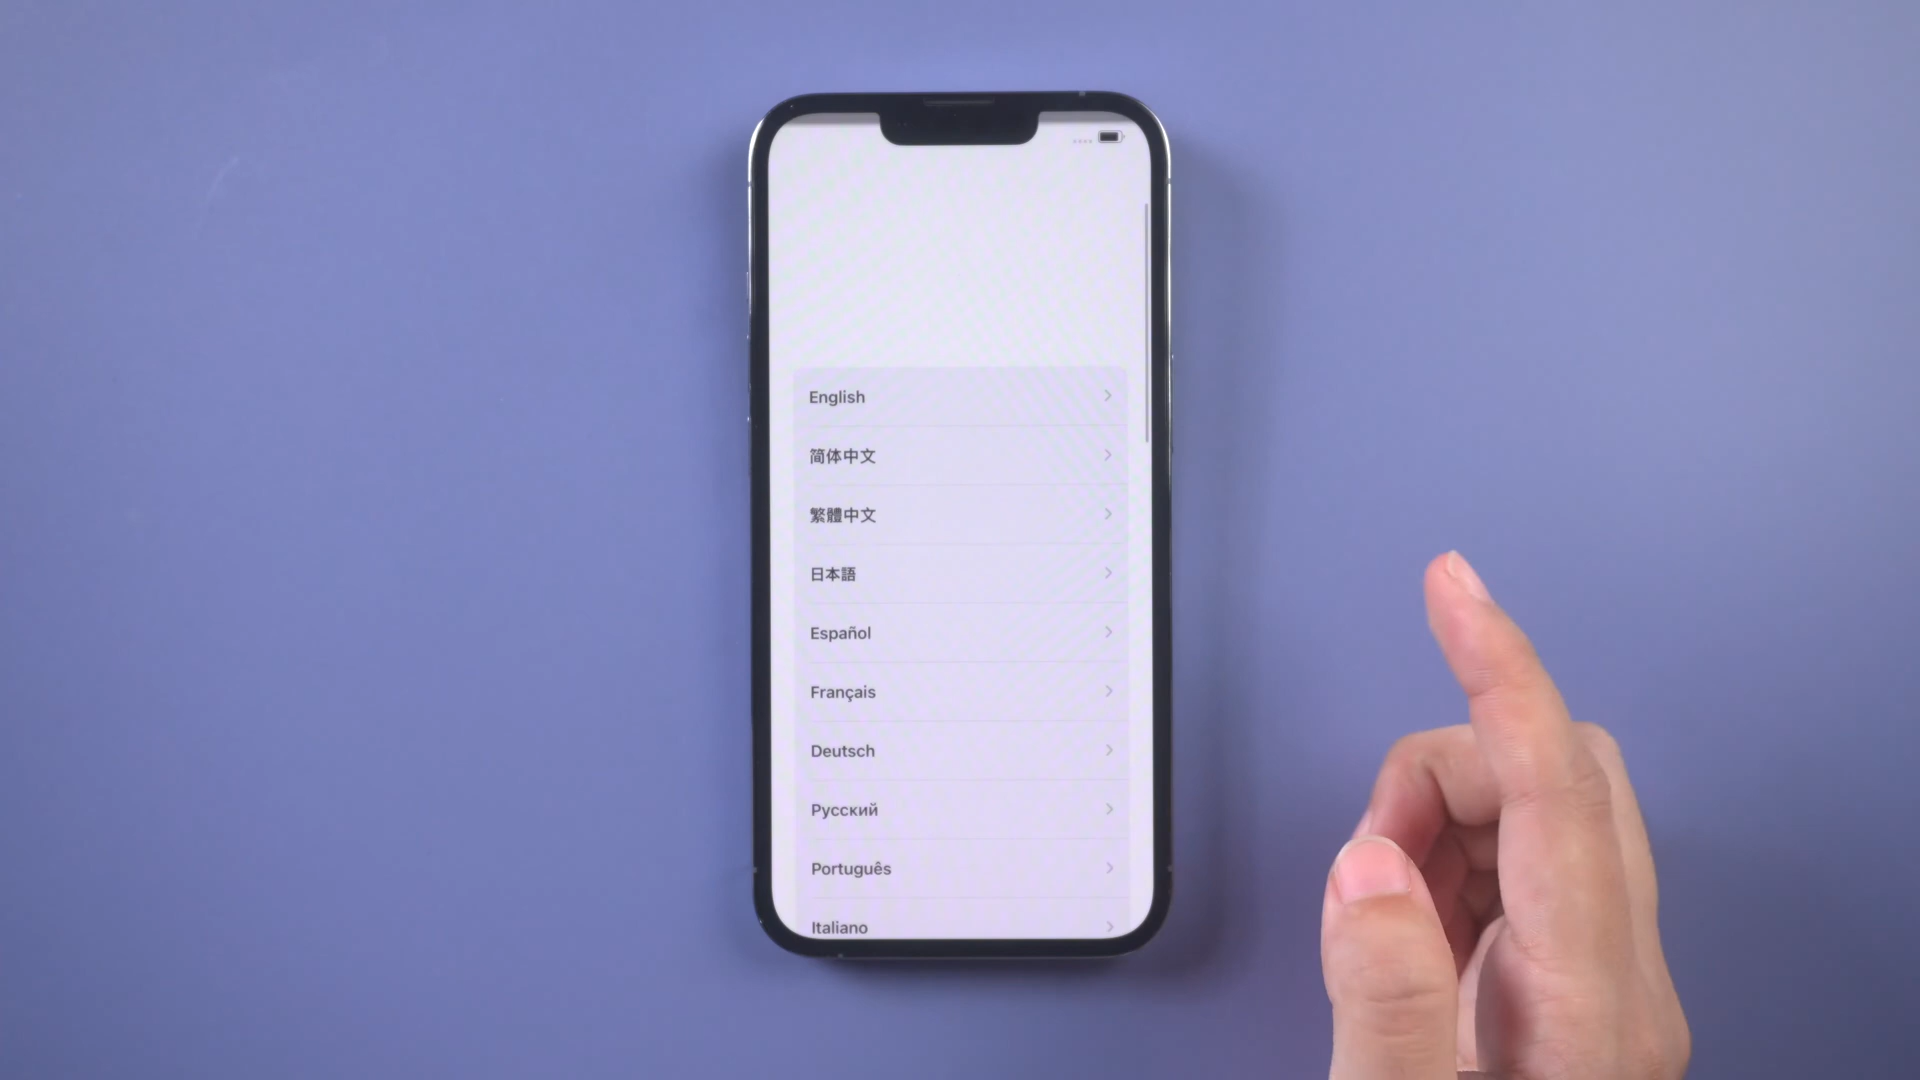 English
简体中文
繁體中文
日本語
Español
Français
Deutsch
Русский
Português
Italiano